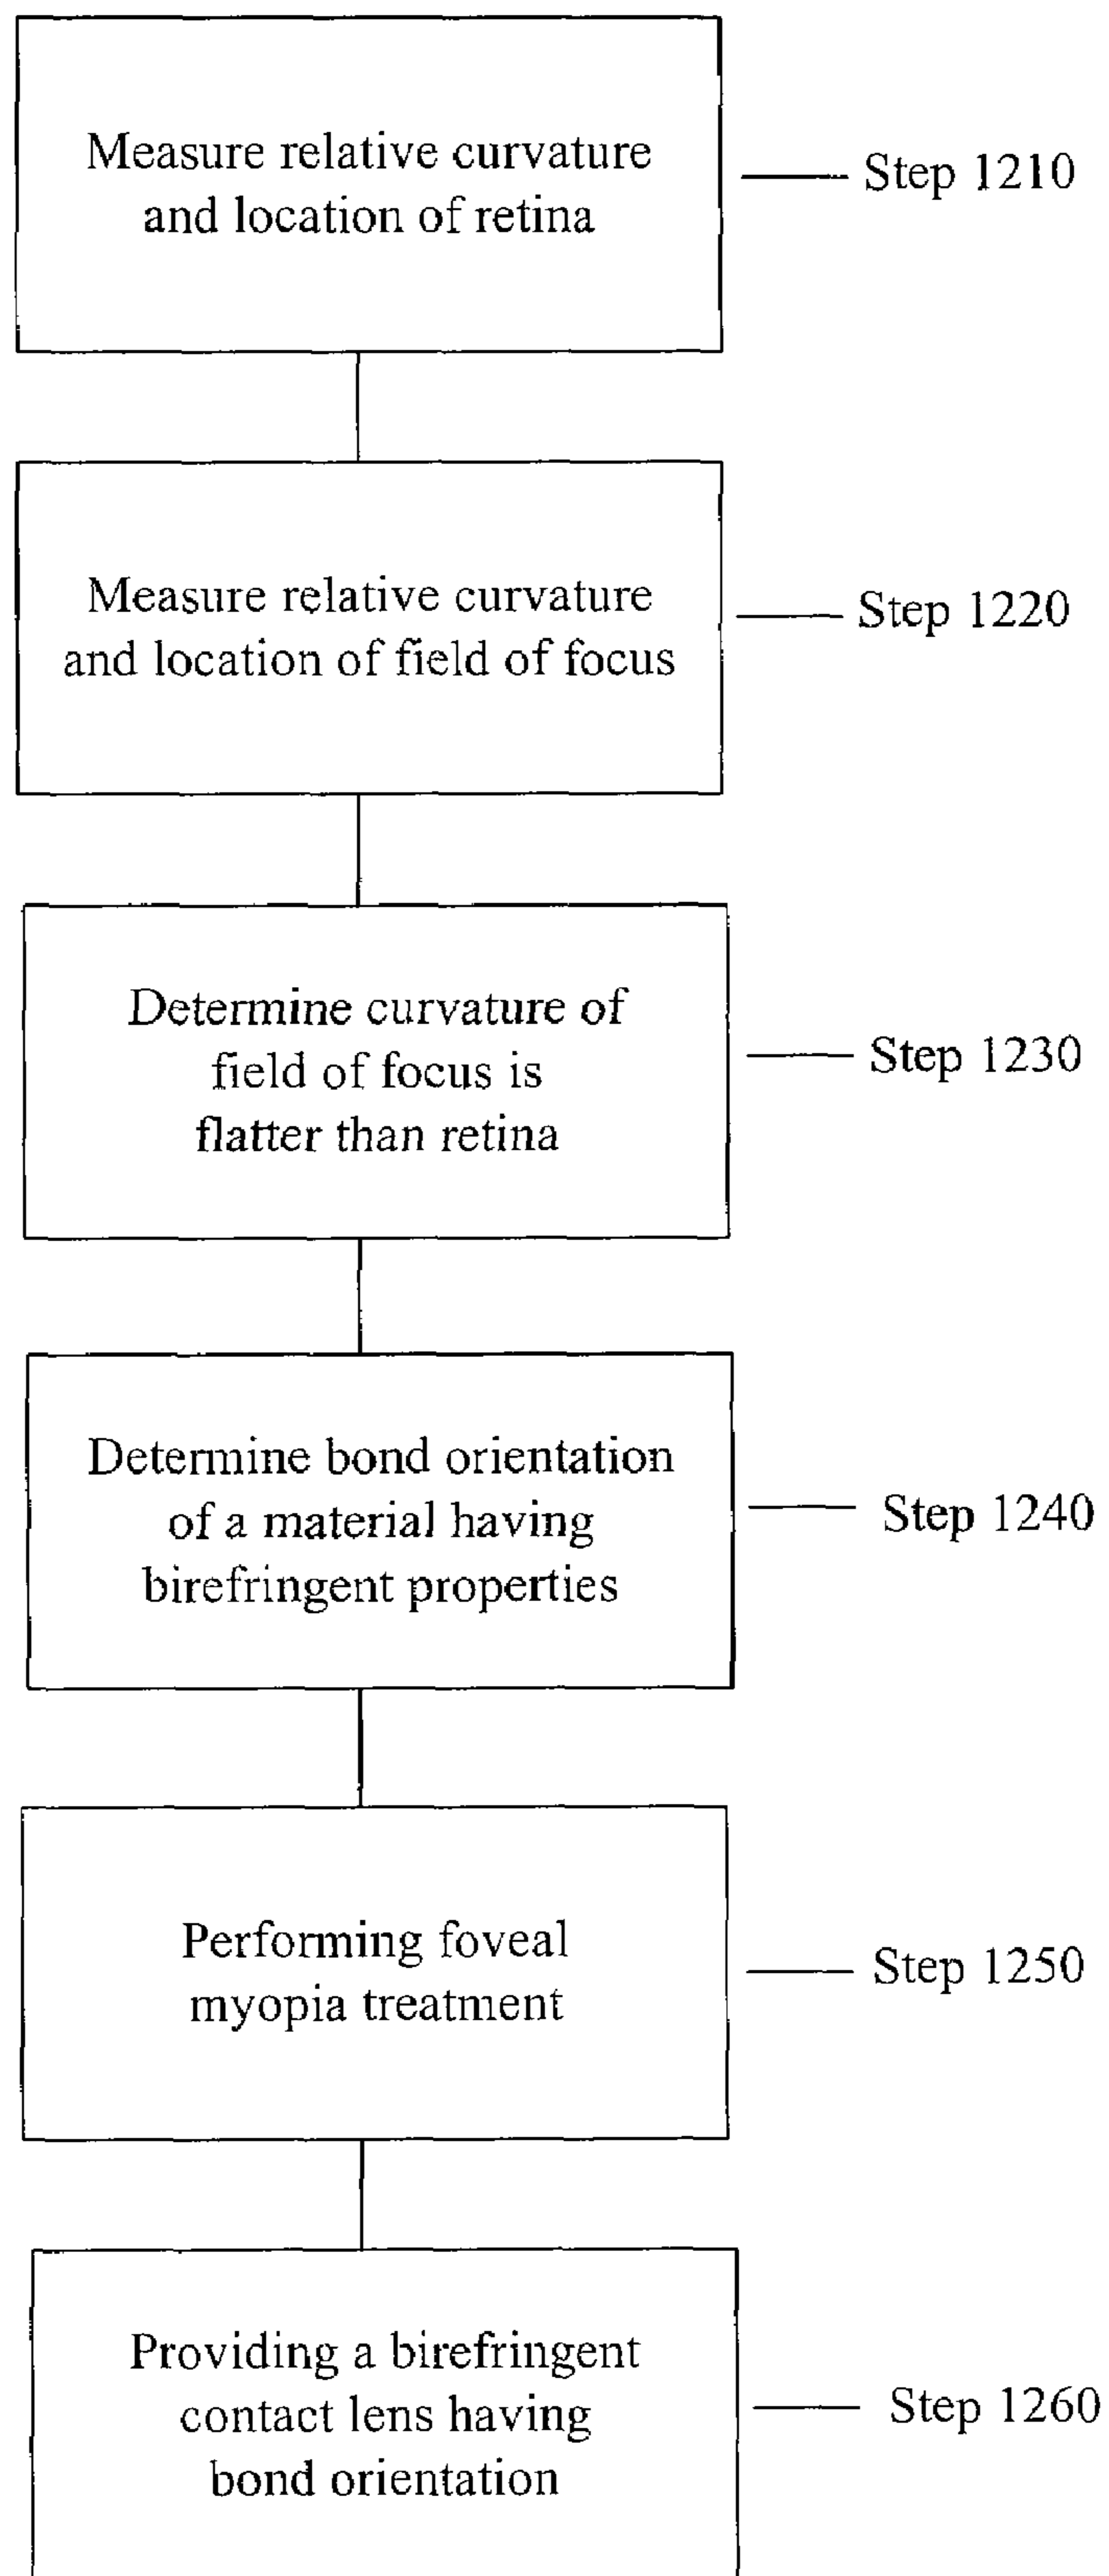 Measure relative curvature
and location of retina
Step 1210
Measure relative curvature
and location of field of focus
Step 1220
Determine curvature of
field of focus is
flatter than retina
Step 1230
Determine bond orientation
of a material having
birefringent properties
Step 1240
Performing foveal
myopia treatment
Step 1250
Providing a birefringent
contact lens having
bond orientation
Step 1260